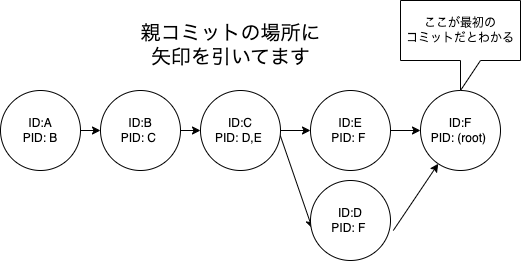 親コミットの場所に
矢印を引いてます
ここが最初の
コミットだとわかる
ID:A
PID: B
ID:B
PID: C
ID:C
PID: D,E
ID:E
PID: F
ID:F
PID: (root)
ID:D
PID: F